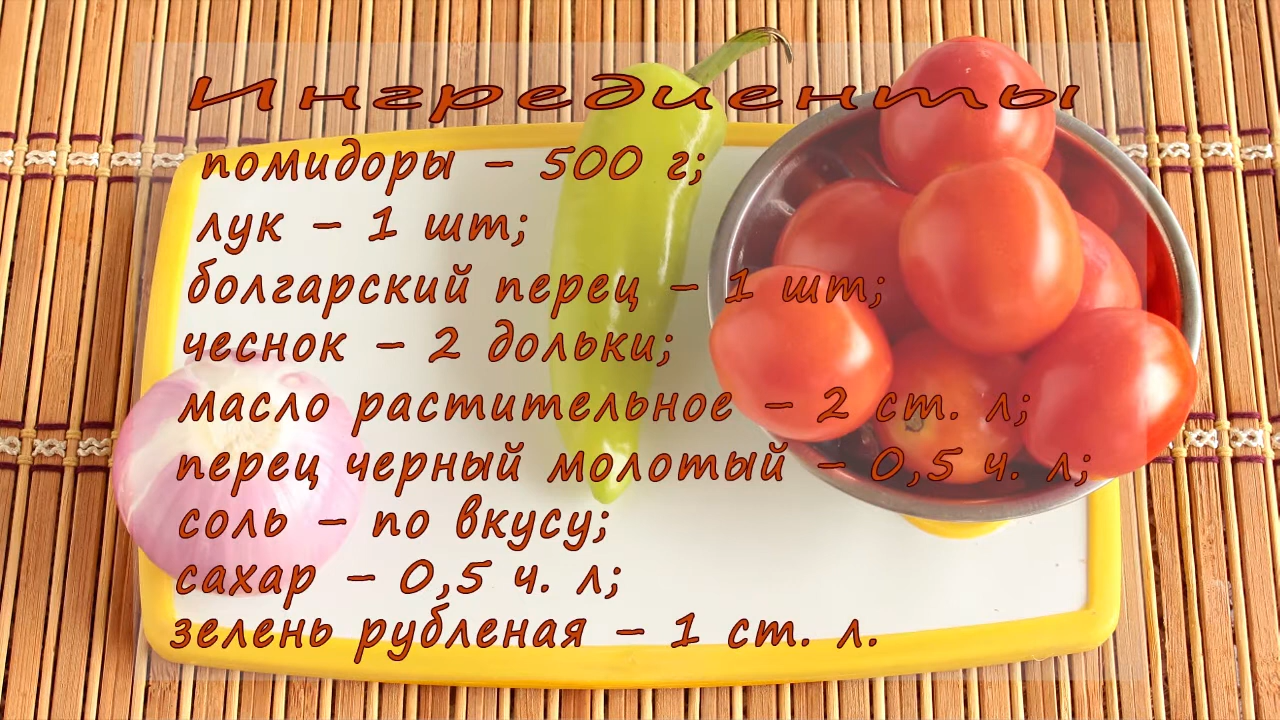 Ингредиенты
помидоры – 500 г;
лук – 1 шт;
болгарский перец – 1 шт;
чеснок – 2 дольки;
масло растительное – 2 ст. л;
перец черный молотый – 0,5 ч. л;
соль – по вкусу;
сахар – 0,5 ч. л;
зелень рубленая – 1 ст. л.